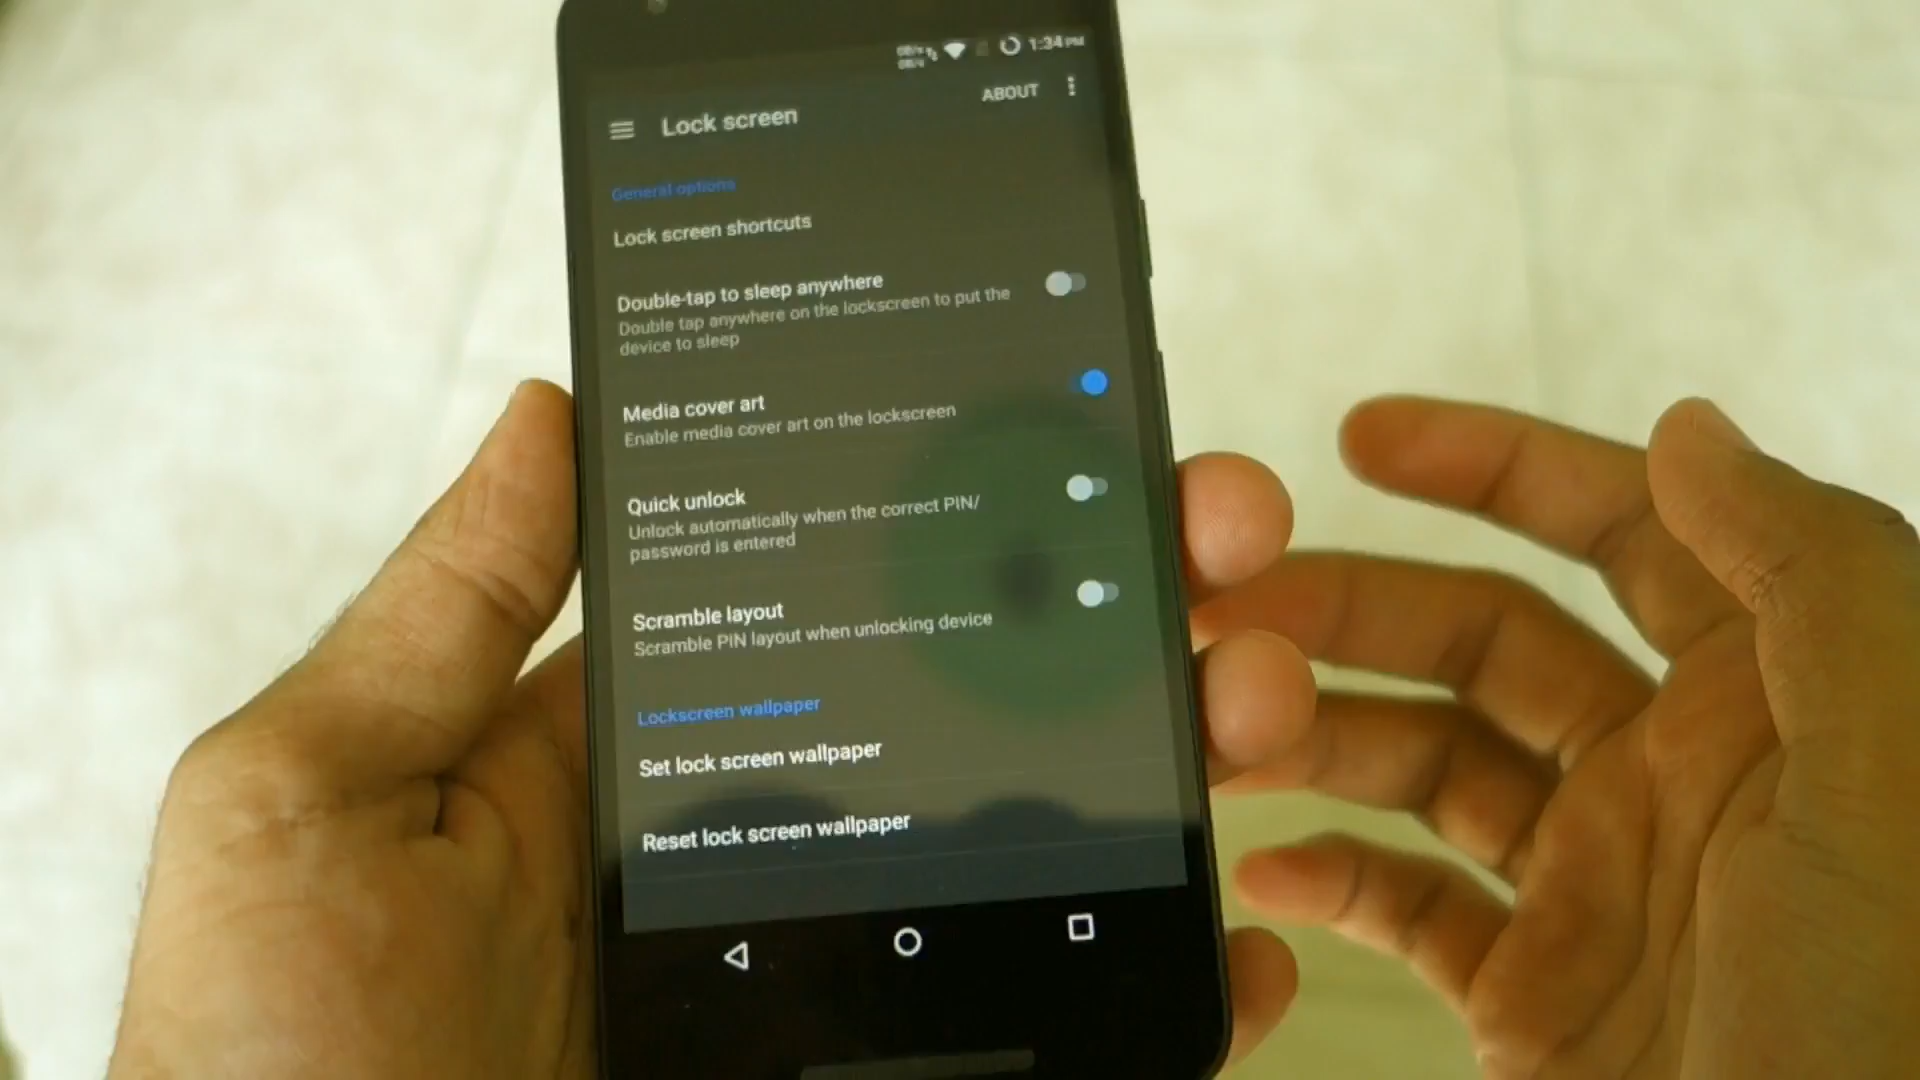 1:34 PM
Lock screen
ABOUT
General options
Lock screen shortcuts
Double-tap to sleep anywhere
Double tap anywhere on the lockscreen to put the
device to sleep
Media cover art
Enable media cover art on the lockscreen
Quick unlock
Unlock automatically when the correct PIN/
password is entered
Scramble layout
Scramble PIN layout when unlocking device
Lockscreen wallpaper
Set lock screen wallpaper
Reset lock screen wallpaper